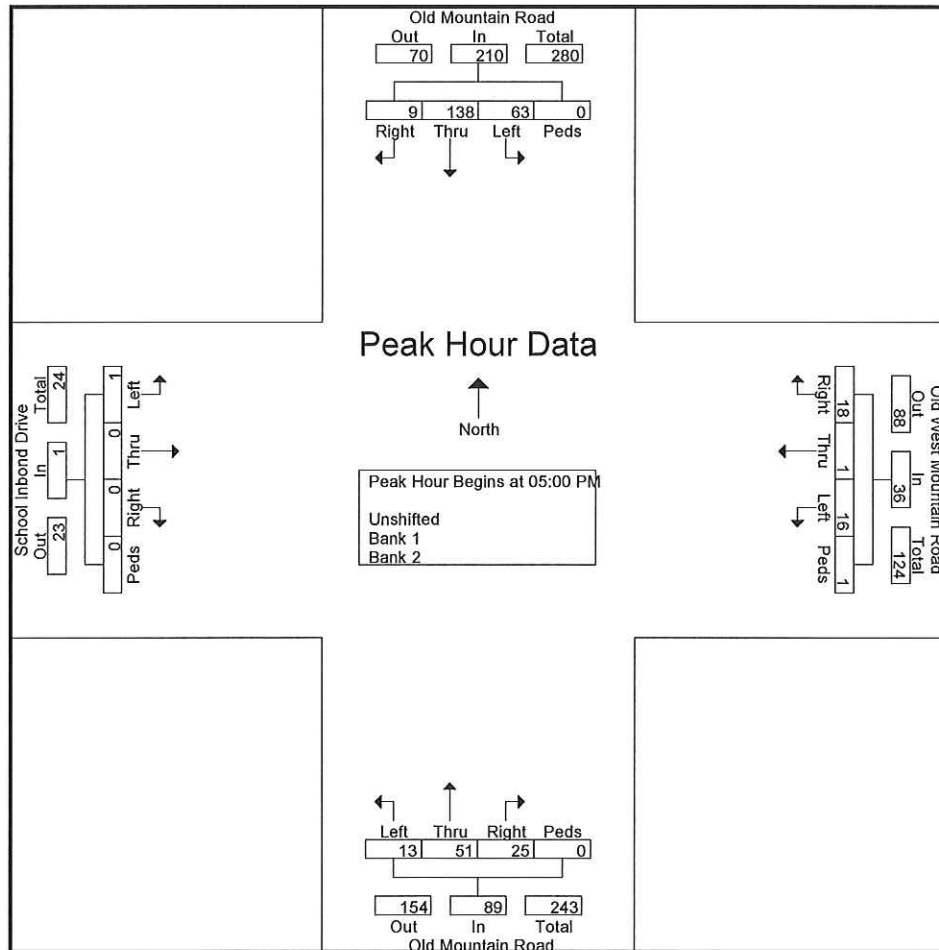 Old Mountain Road
Out In Total
70 210 280
9 138 63 0
Right Thru Left Peds
Peak Hour Data
North
Peak Hour Begins at 05:00 PM
Unshifted
Bank 1
Bank 2
School Inbond Drive
Out In Total
23 1 24
0 0 0 1
Peds Right Thru Left
Old West Mountain Road
Out In Total
88 36 124
18 1 16 1
Right Thru Left Peds
Left Thru Right Peds
13 51 25 0
154 89 243
Out In Total
Old Mountain Road